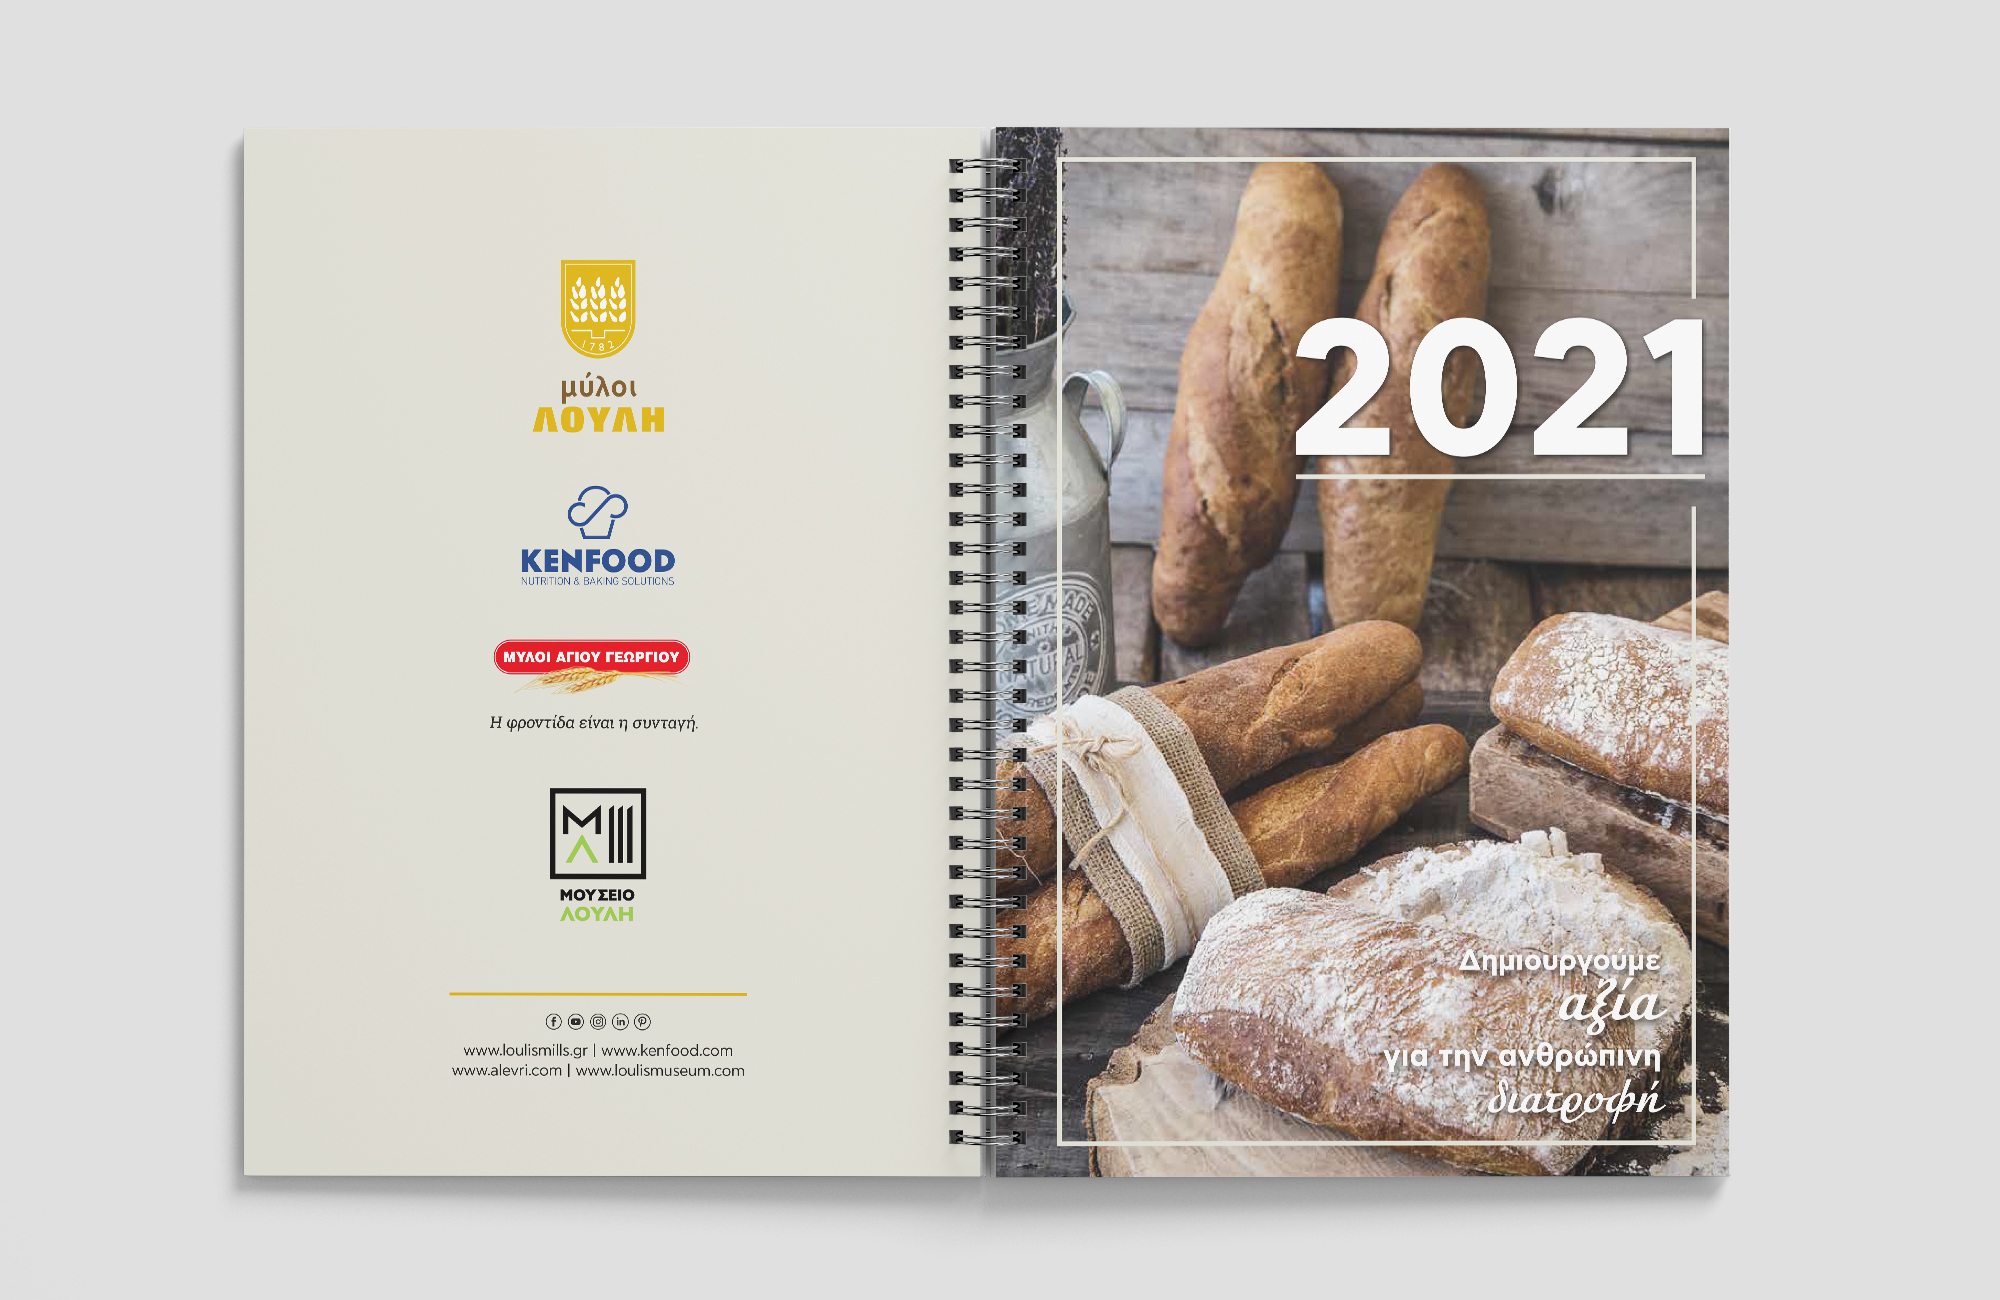 1782
μύλοι
ΛΟΥΛΗ
KENFOOD
NUTRITION & BAKING SOLUTIONS
ΜΥΛΟΙ ΑΓΙΟΥ ΓΕΩΡΓΙΟΥ
Η φροντίδα είναι η συνταγή.
ΜΟΥΣΕΙΟ
ΛΟΥΛΗ
www.loulismills.gr | www.kenfood.com
www.alevri.com | www.loulismuseum.com
2021
MADE
Δημιουργούμε
αξία
για την ανθρώπινη
διατροφή